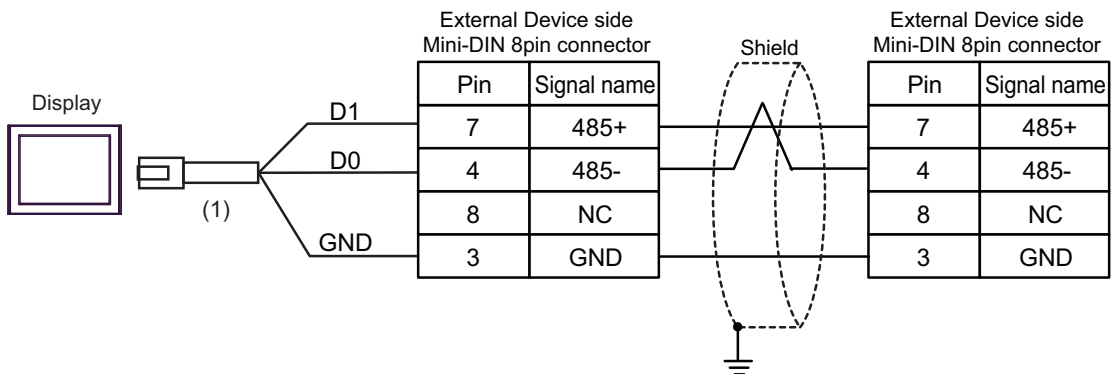 External Device side
Mini-DIN 8pin connector
External Device side
Mini-DIN 8pin connector
Shield
Display
(1)
D1
D0
GND
Pin Signal name
7 485+
4 485-
8 NC
3 GND
Pin Signal name
7 485+
4 485-
8 NC
3 GND